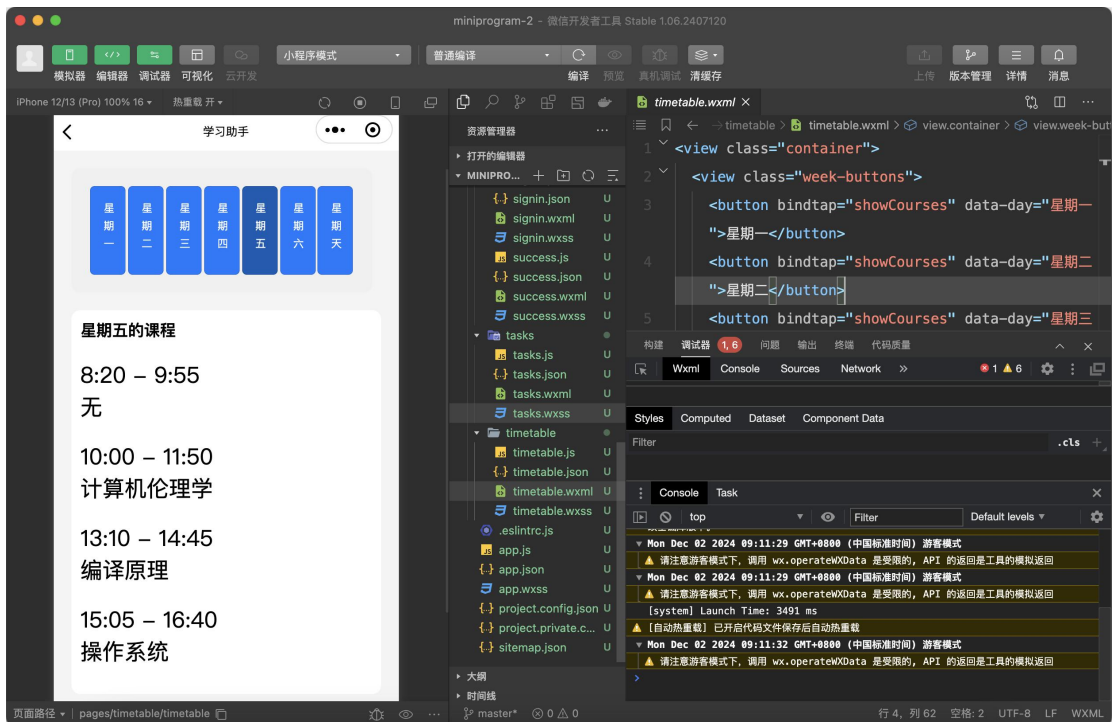 miniprogram-2 - 微信开发者工具 Stable 1.06.2407120
小程序模式
普通编译
模拟器 编辑器 调试器 可视化 云开发
编译 预览 真机调试 清缓存
上传 版本管理 详情 消息
iPhone 12/13 (Pro) 100% 16
热重载 开
学习助手
星期一
星期二
星期三
星期四
星期五
星期六
星期天
星期五的课程
8:20 – 9:55
无
10:00 – 11:50
计算机伦理学
13:10 – 14:45
编译原理
15:05 – 16:40
操作系统
页面路径
pages/timetable/timetable
资源管理器
打开的编辑器
MINIPRO...
signin.json U
signin.wxml U
signin.wxss U
success.js U
success.json U
success.wxml U
success.wxss U
tasks
tasks.js U
tasks.json U
tasks.wxml U
tasks.wxss U
timetable
timetable.js U
timetable.json U
timetable.wxml U
timetable.wxss U
.eslintrc.js U
app.js U
app.json U
app.wxss U
project.config.json U
project.private.c... U
sitemap.json U
大纲
时间线
master* 0 0
timetable.wxml
timetable > timetable.wxml > view.container > view.week-but
1 <view class="container">
2 <view class="week-buttons">
3 <button bindtap="showCourses" data-day="星期一
">星期一</button>
4 <button bindtap="showCourses" data-day="星期二
">星期二</button>
5 <button bindtap="showCourses" data-day="星期三
构建 调试器 1, 6 问题 输出 终端 代码质量
Wxml Console Sources Network » 1 6
Styles Computed Dataset Component Data
Filter .cls
Console Task
top Filter Default levels
Mon Dec 02 2024 09:11:29 GMT+0800 (中国标准时间) 游客模式
请注意游客模式下, 调用 wx.operateWXData 是受限的, API 的返回是工具的模拟返回
Mon Dec 02 2024 09:11:29 GMT+0800 (中国标准时间) 游客模式
请注意游客模式下, 调用 wx.operateWXData 是受限的, API 的返回是工具的模拟返回
[system] Launch Time: 3491 ms
[自动热重载] 已开启代码文件保存后自动热重载
Mon Dec 02 2024 09:11:32 GMT+0800 (中国标准时间) 游客模式
请注意游客模式下, 调用 wx.operateWXData 是受限的, API 的返回是工具的模拟返回
行 4, 列 62 空格: 2 UTF-8 LF WXML